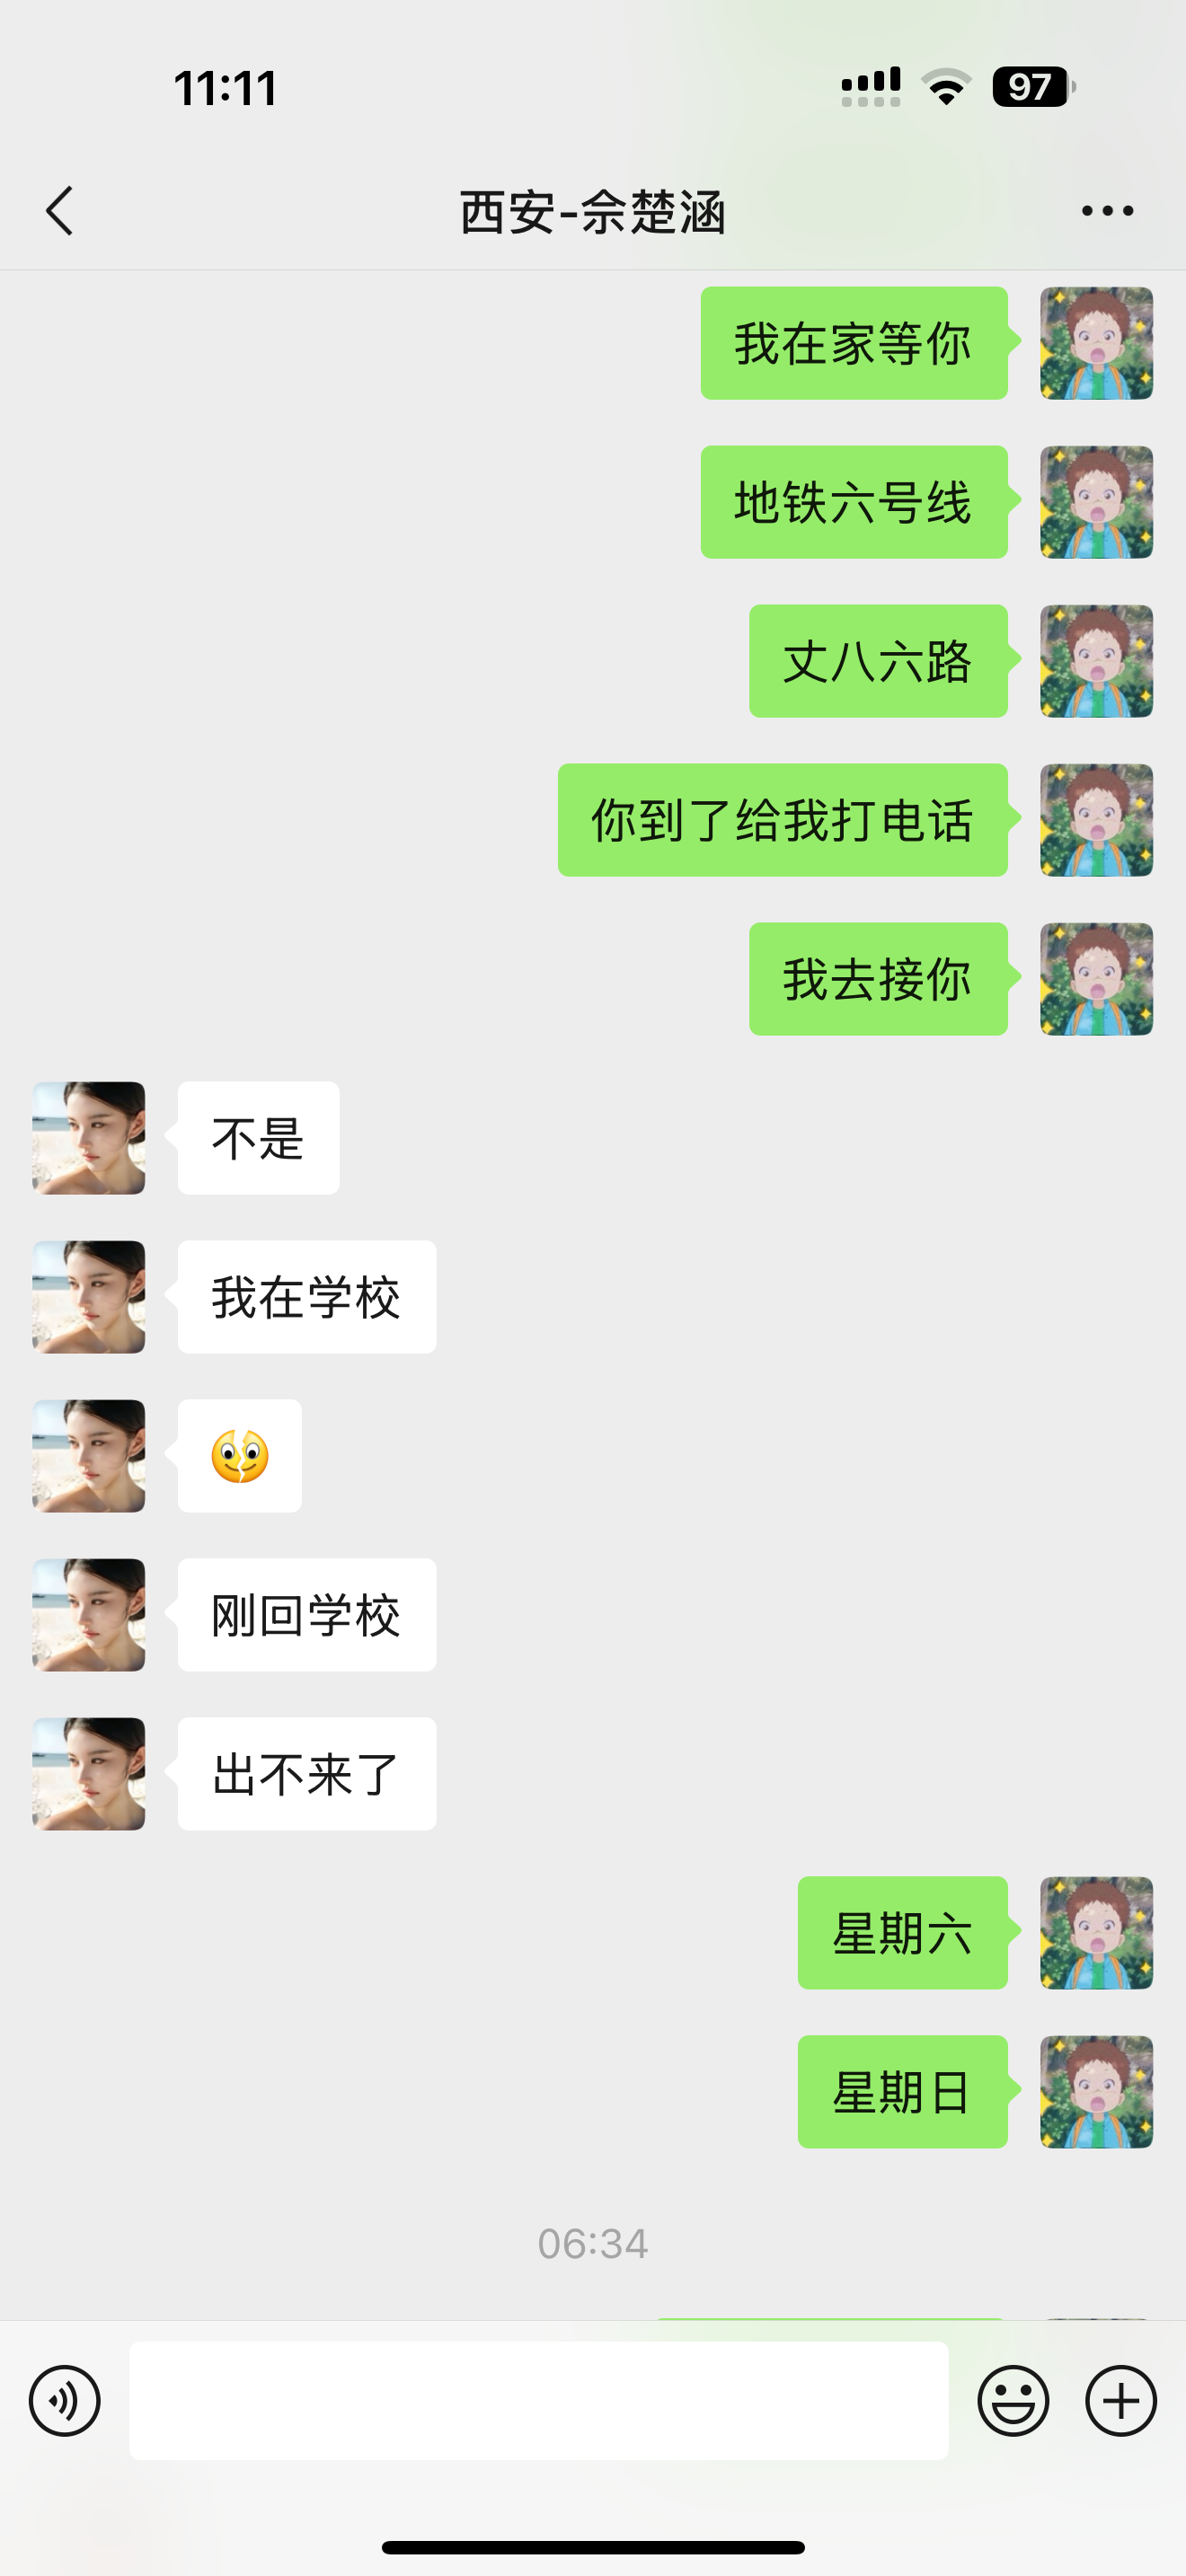 11:11
97
西安-佘楚涵
我在家等你
地铁六号线
丈八六路
你到了给我打电话
我去接你
不是
我在学校
刚回学校
出不来了
星期六
星期日
06:34